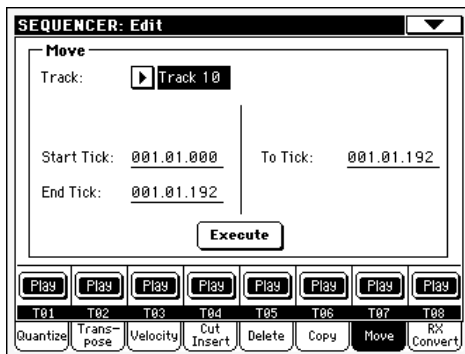 SEQUENCER: Edit
Move
Track: Track 10
Start Tick: 001.01.000 To Tick: 001.01.192
End Tick: 001.01.192
Execute
Play Play Play Play Play Play Play Play
T01 T02 T03 T04 T05 T06 T07 T08
Quantize Trans-pose Velocity Cut Insert Delete Copy Move RX Convert